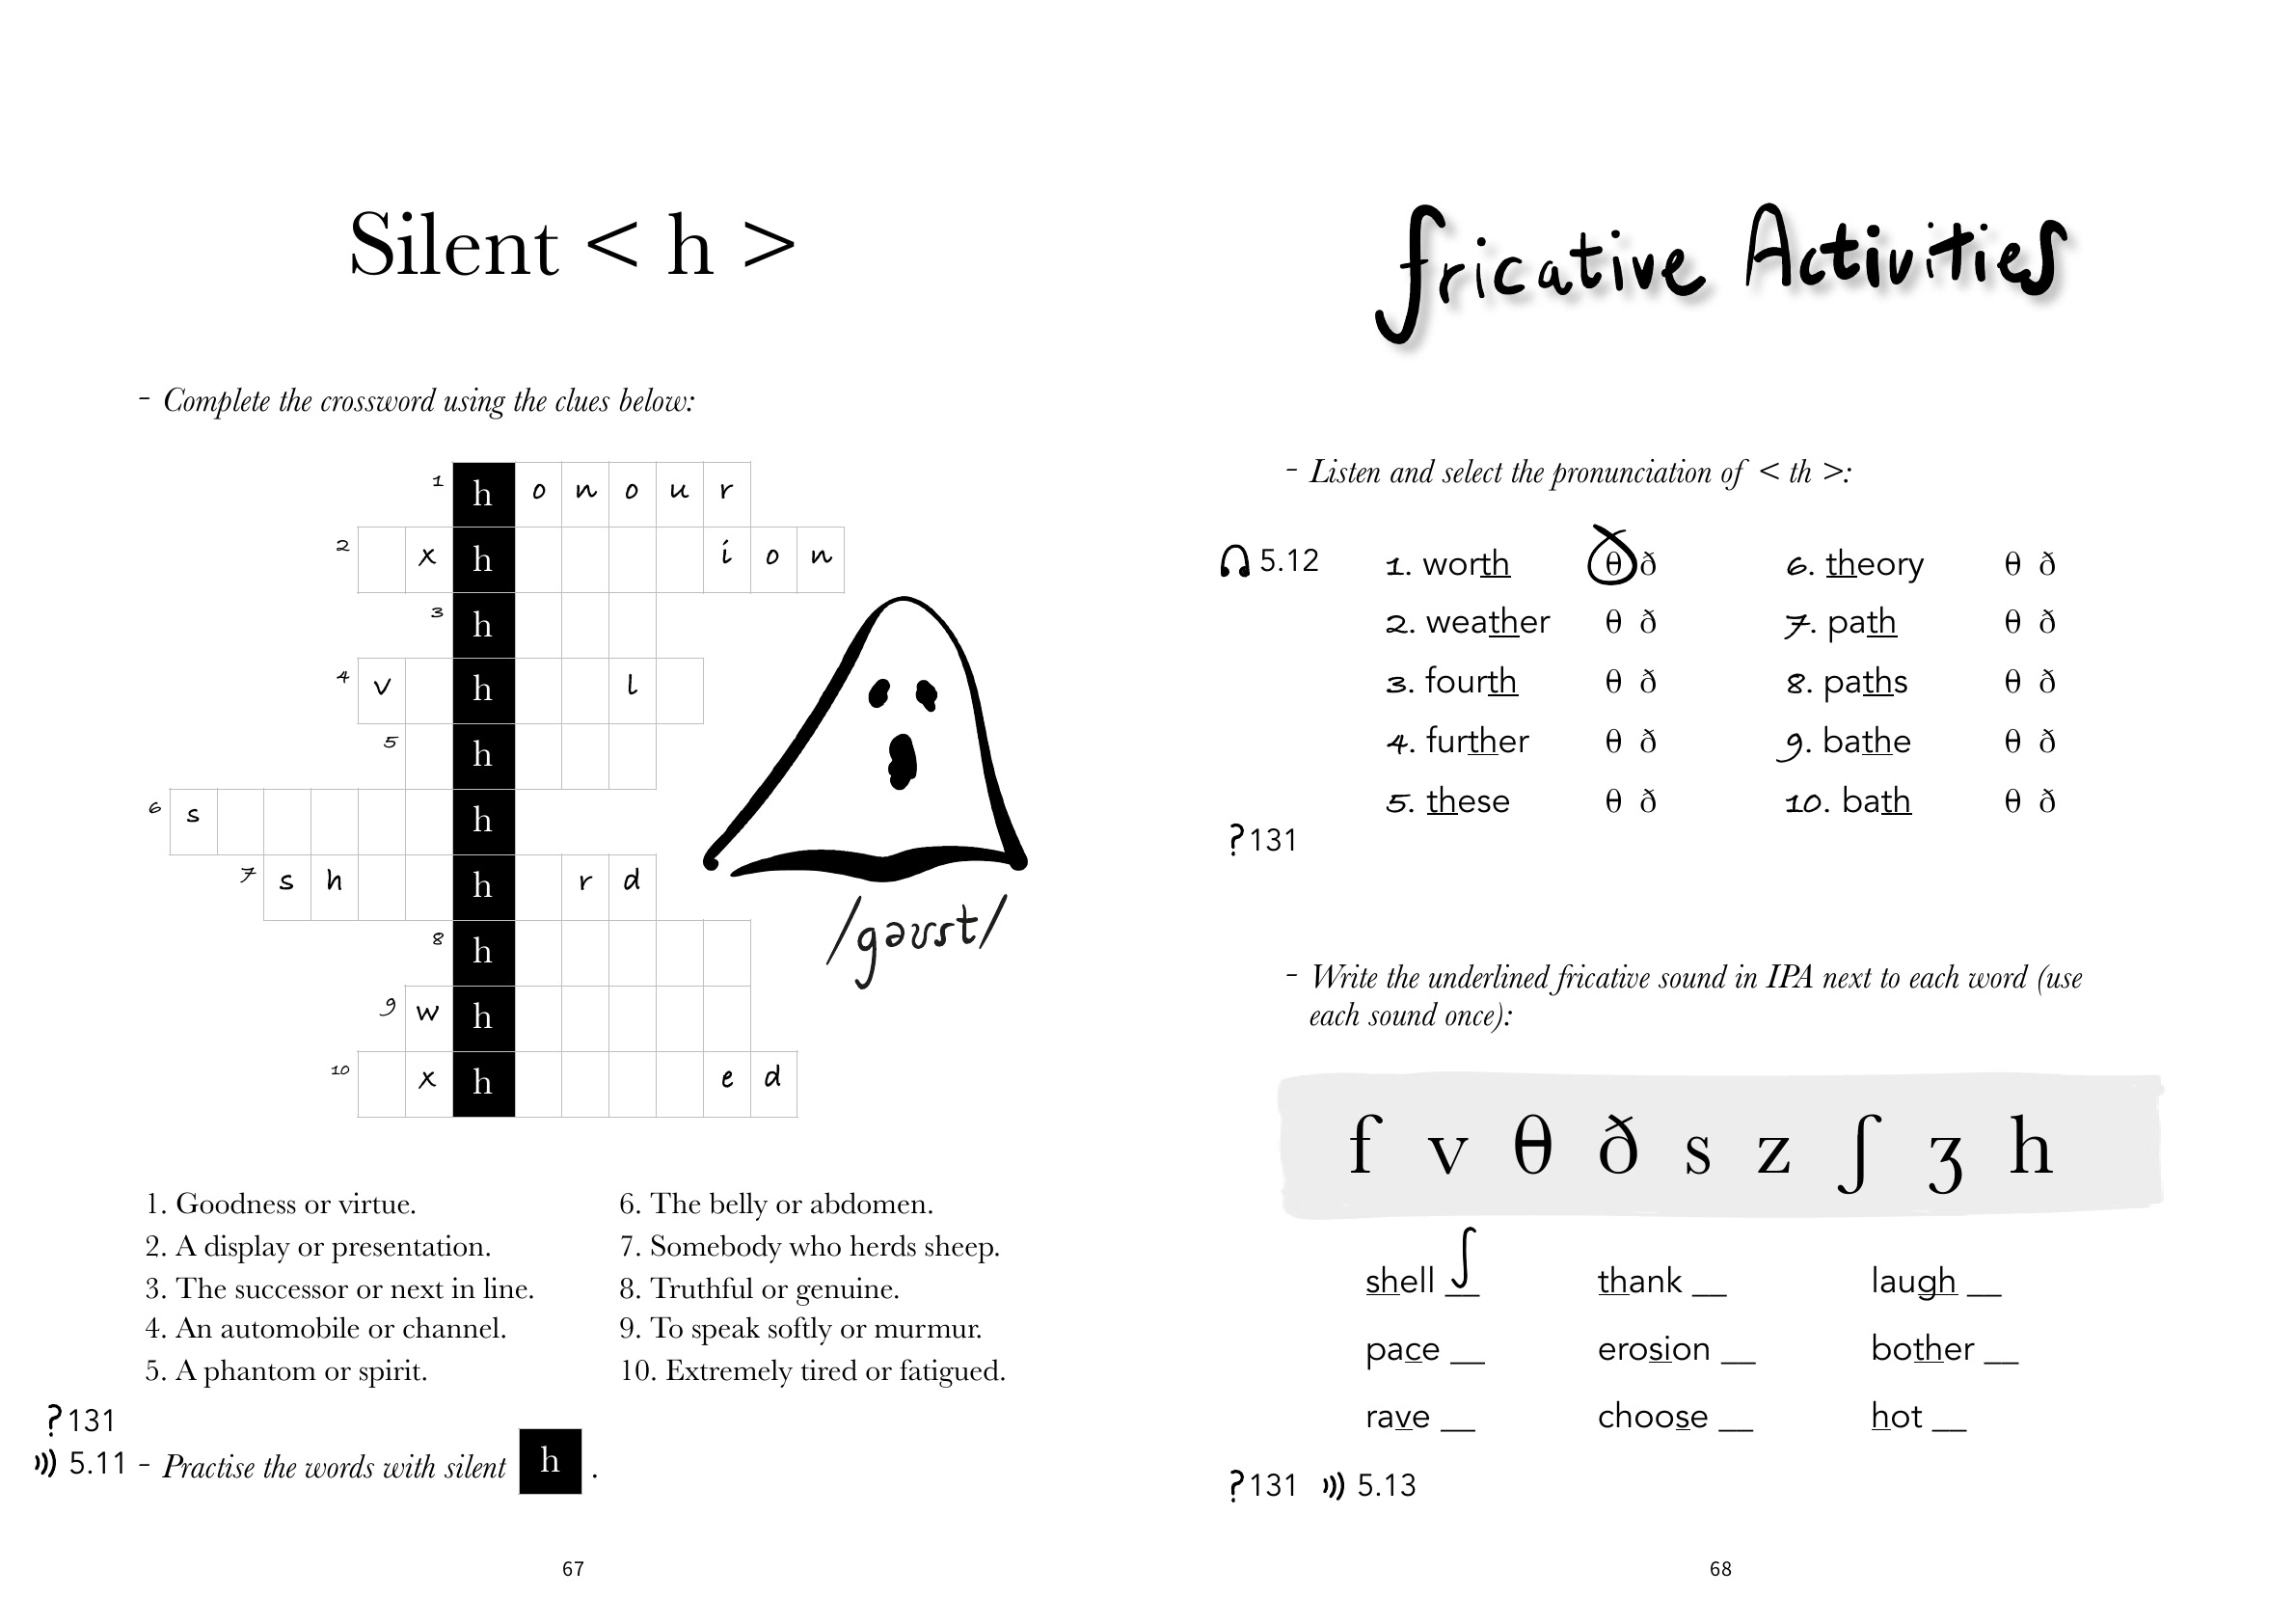 Silent < h >
- Complete the crossword using the clues below:
1 h o n o u r
2 x h i o n
3 h
4 v h l
5 h
6 s h
7 s h h r d
8 h
9 w h
10 x h e d
/gəʊst/
1. Goodness or virtue.
2. A display or presentation.
3. The successor or next in line.
4. An automobile or channel.
5. A phantom or spirit.
6. The belly or abdomen.
7. Somebody who herds sheep.
8. Truthful or genuine.
9. To speak softly or murmur.
10. Extremely tired or fatigued.
?131
5.11 - Practise the words with silent h .
67
fricative Activities
- Listen and select the pronunciation of < th >:
5.12
1. worth θ ð
2. weather θ ð
3. fourth θ ð
4. further θ ð
5. these θ ð
6. theory θ ð
7. path θ ð
8. paths θ ð
9. bathe θ ð
10. bath θ ð
?131
- Write the underlined fricative sound in IPA next to each word (use
each sound once):
f v θ ð s z ʃ ʒ h
shell ʃ thank __ laugh __
pace __ erosion __ bother __
rave __ choose __ hot __
?131 5.13
68